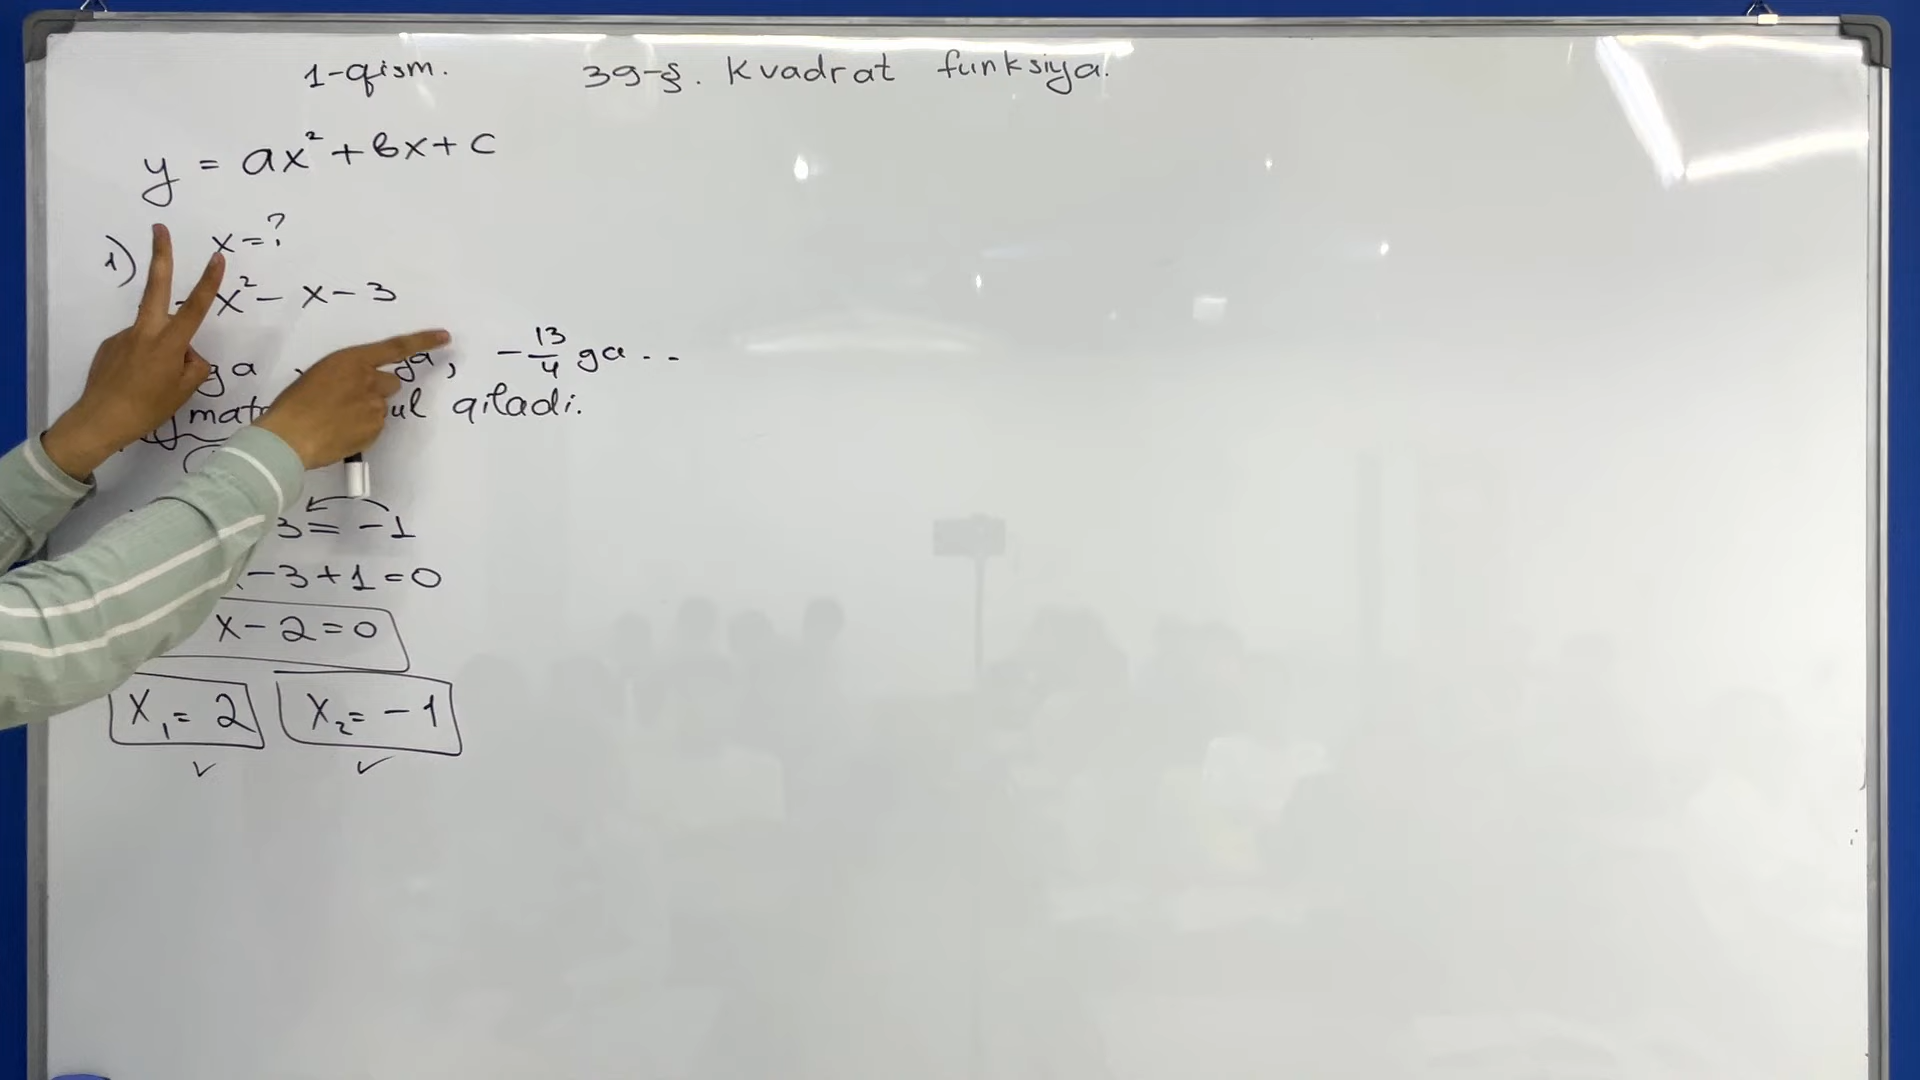 1-qism. 39-§. Kvadrat funksiya.
y = ax² + bx + c
1) x = ?
x² - x - 3
ga , ga, -13/4 ga . .
qiladi.
3 = -1
- 3 + 1 = 0
x - 2 = 0
x₁ = 2 x₂ = -1
✓ ✓